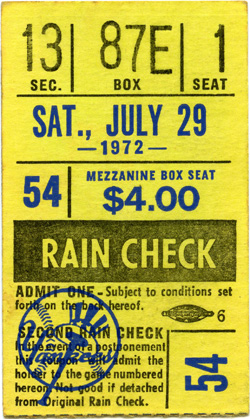 13 87E 1
SEC. BOX SEAT
SAT., JULY 29
—1972—
54 MEZZANINE BOX SEAT
$4.00
RAIN CHECK
ADMIT ONE - Subject to conditions set
forth on the back hereof.
6
SECOND RAIN CHECK
In the event of a postponement
this coupon will admit the
holder to the game numbered
hereon. Not good if detached
from Original Rain Check.
Yankees
54